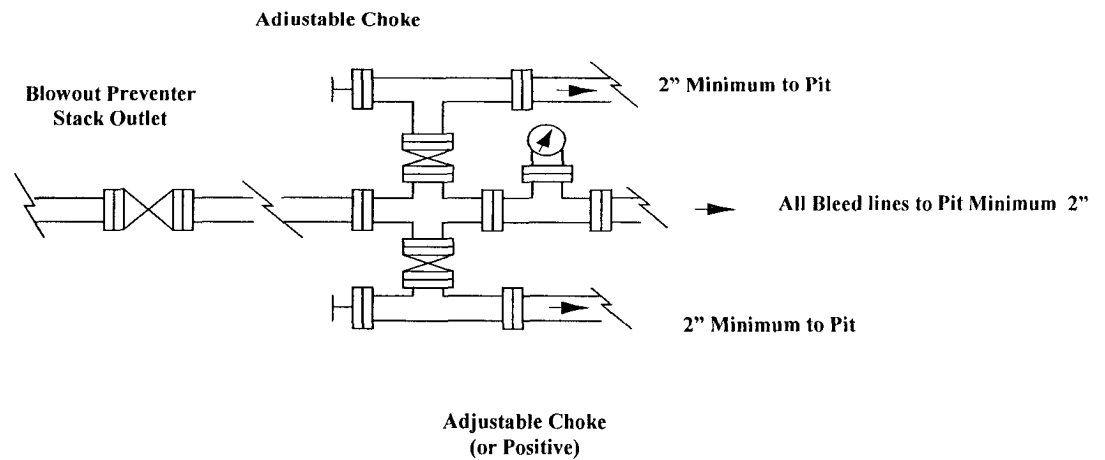 Adiustable Choke
2” Minimum to Pit
Blowout Preventer
Stack Outlet
All Bleed lines to Pit Minimum 2”
2” Minimum to Pit
Adjustable Choke
(or Positive)